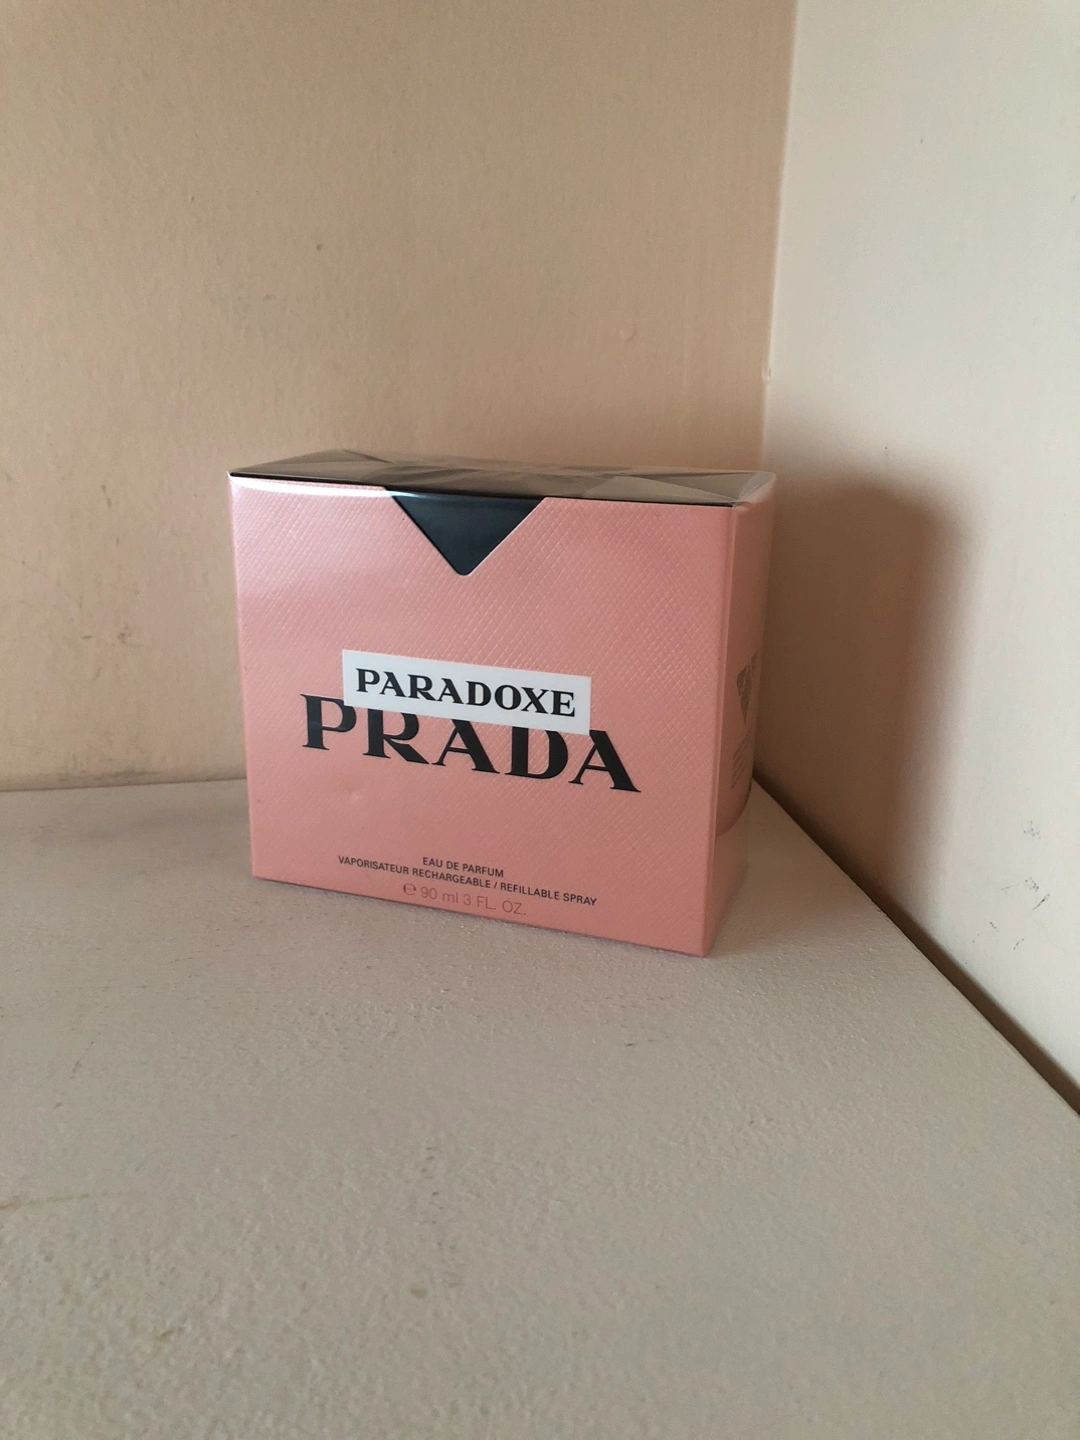 PARADOXE
PRADA
EAU DE PARFUM
VAPORISATEUR RECHARGEABLE / REFILLABLE SPRAY
℮ 90 ml 3 FL. OZ.